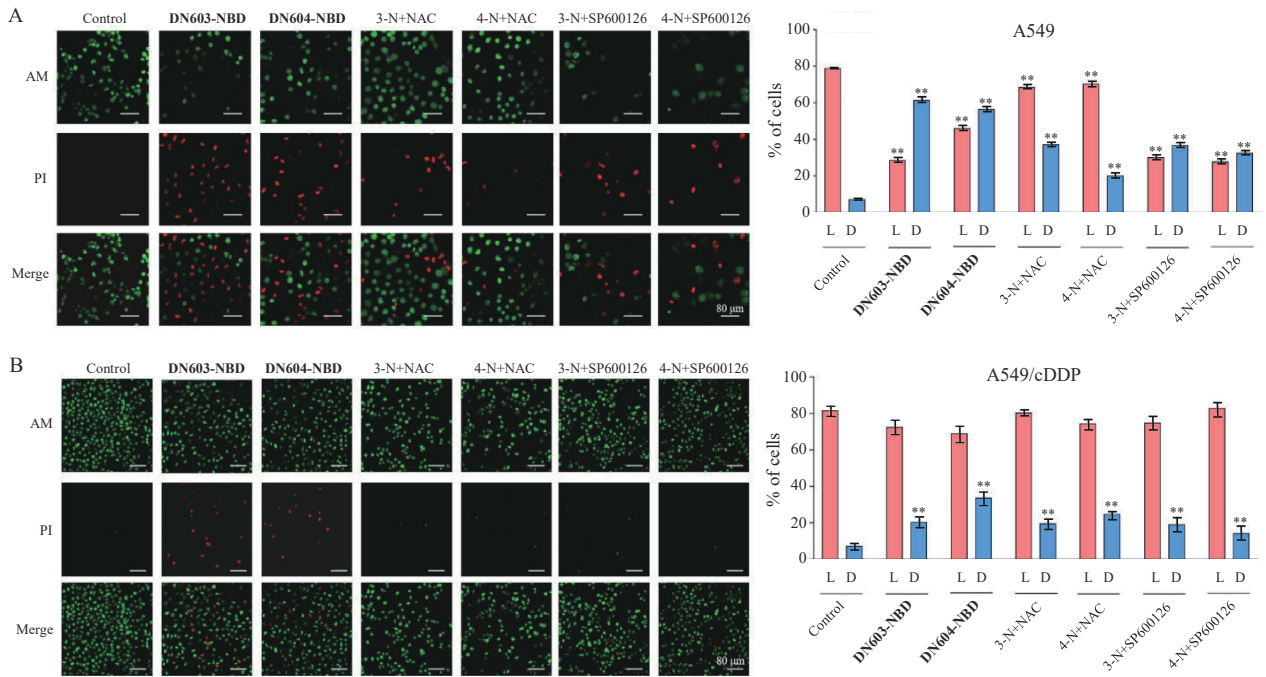 A
Control DN603-NBD DN604-NBD 3-N+NAC 4-N+NAC 3-N+SP600126 4-N+SP600126
AM
PI
Merge
80 μm
A549
% of cells
100
80
60
40
20
0
** ** ** ** ** ** ** ** ** ** ** **
L D L D L D L D L D L D L D
Control DN603-NBD DN604-NBD 3-N+NAC 4-N+NAC 3-N+SP600126 4-N+SP600126
B
Control DN603-NBD DN604-NBD 3-N+NAC 4-N+NAC 3-N+SP600126 4-N+SP600126
AM
PI
Merge
80 μm
A549/cDDP
% of cells
100
80
60
40
20
0
** ** ** ** ** **
L D L D L D L D L D L D L D
Control DN603-NBD DN604-NBD 3-N+NAC 4-N+NAC 3-N+SP600126 4-N+SP600126